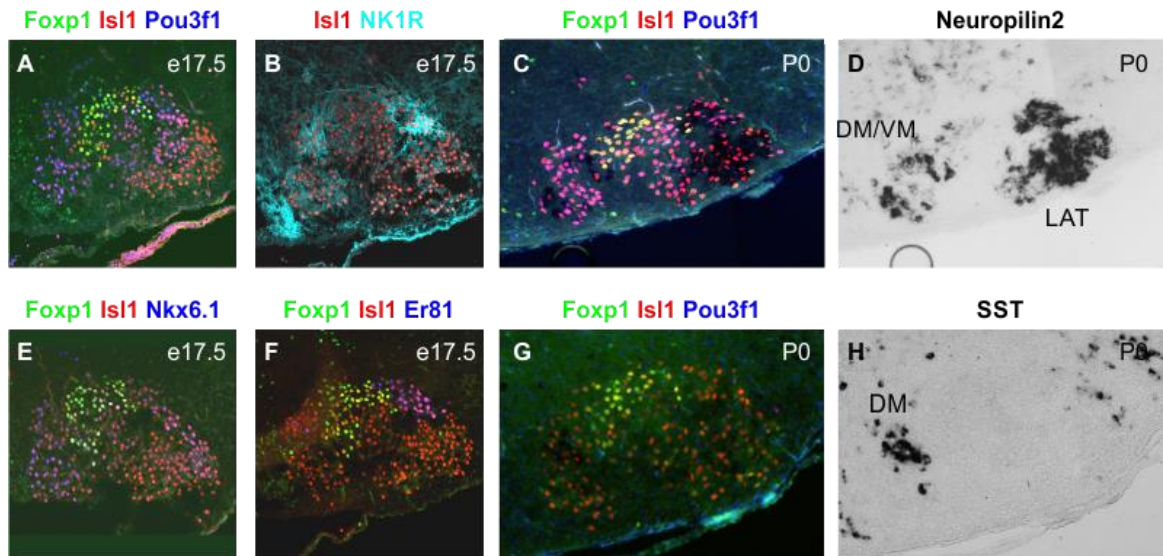 Foxp1 Isl1 Pou3f1
Isl1 NK1R
Foxp1 Isl1 Pou3f1
Neuropilin2
A
e17.5
B
e17.5
C
P0
D
P0
DM/VM
LAT
Foxp1 Isl1 Nkx6.1
Foxp1 Isl1 Er81
Foxp1 Isl1 Pou3f1
SST
E
e17.5
F
e17.5
G
P0
H
P0
DM